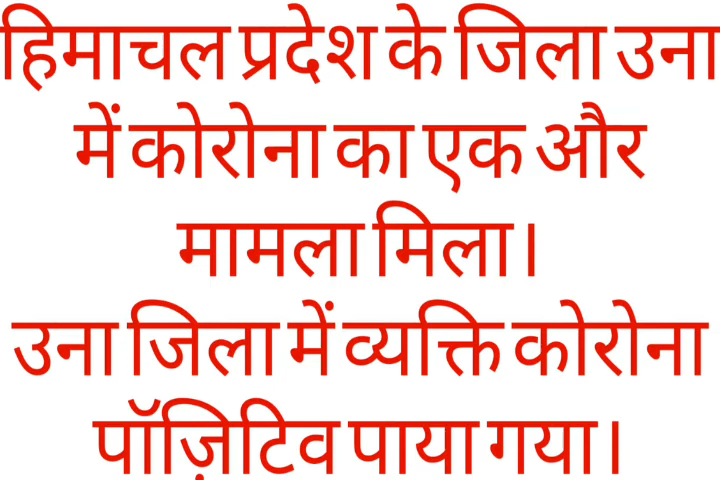 हिमाचल प्रदेश के जिला उना
में कोरोना का एक और
मामला मिला।
उना जिला में व्यक्ति कोरोना
पॉज़िटिव पाया गया।